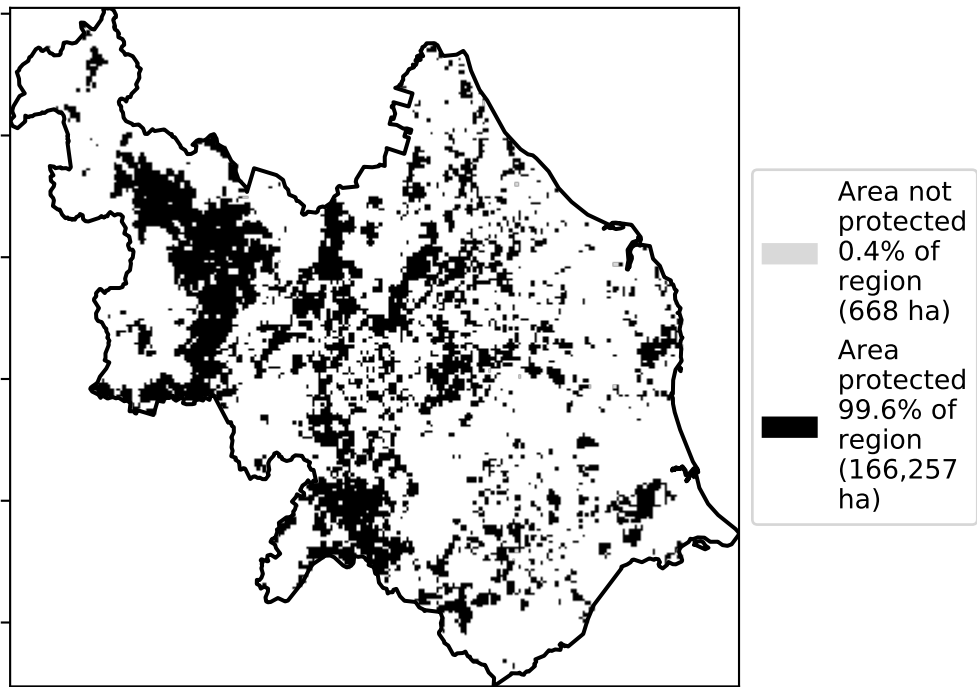 Area not
protected
0.4% of
region
(668 ha)
Area
protected
99.6% of
region
(166,257
ha)